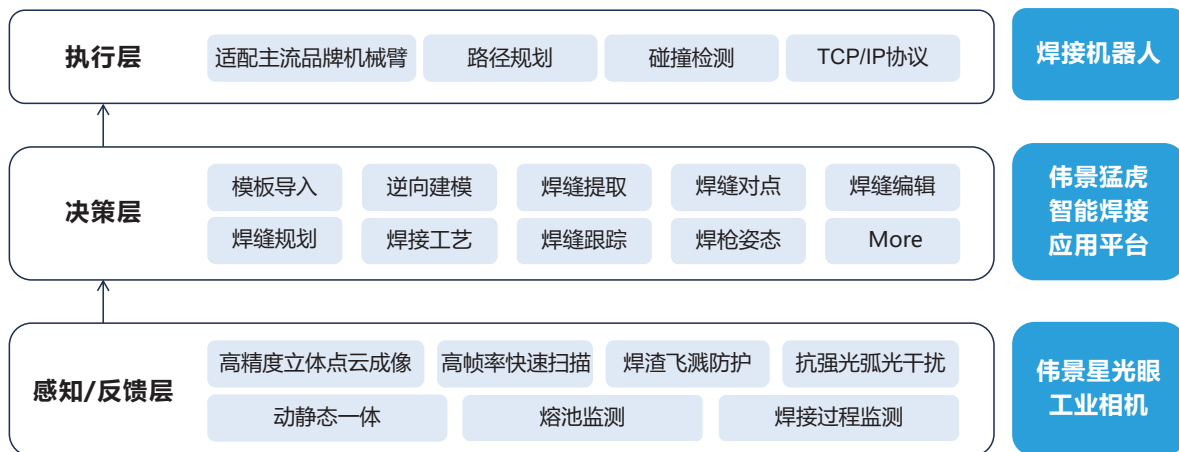 执行层
适配主流品牌机械臂
路径规划
碰撞检测
TCP/IP协议
焊接机器人
决策层
模板导入
逆向建模
焊缝提取
焊缝对点
焊缝编辑
焊缝规划
焊接工艺
焊缝跟踪
焊枪姿态
More
伟景猛虎
智能焊接
应用平台
感知/反馈层
高精度立体点云成像
高帧率快速扫描
焊渣飞溅防护
抗强光弧光干扰
动静态一体
熔池监测
焊接过程监测
伟景星光眼
工业相机